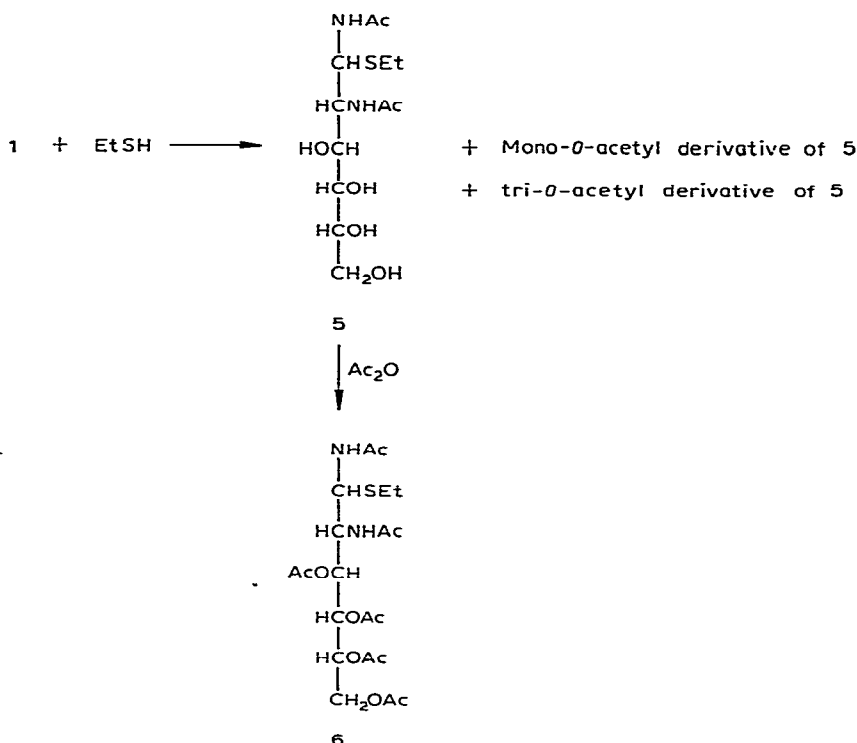 NHAc
CHSEt
HCNHAc
1 + EtSH HOCH + Mono-O-acetyl derivative of 5
HCOH + tri-O-acetyl derivative of 5
HCOH
CH₂OH
5
Ac₂O
NHAc
CHSEt
HCNHAc
AcOCH
HCOAc
HCOAc
CH₂OAc
6